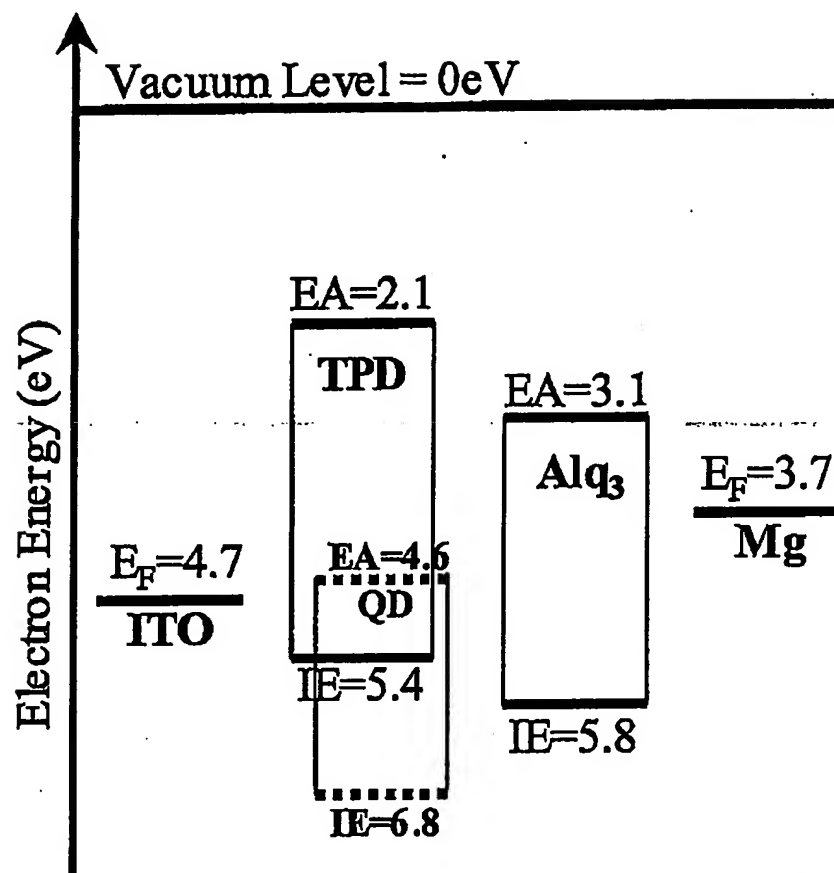 Vacuum Level = 0eV
Electron Energy (eV)
EA=2.1
TPD
EA=3.1
Alq₃
E_F=3.7
Mg
E_F=4.7
ITO
EA=4.6
QD
IE=5.4
IE=5.8
IE=6.8